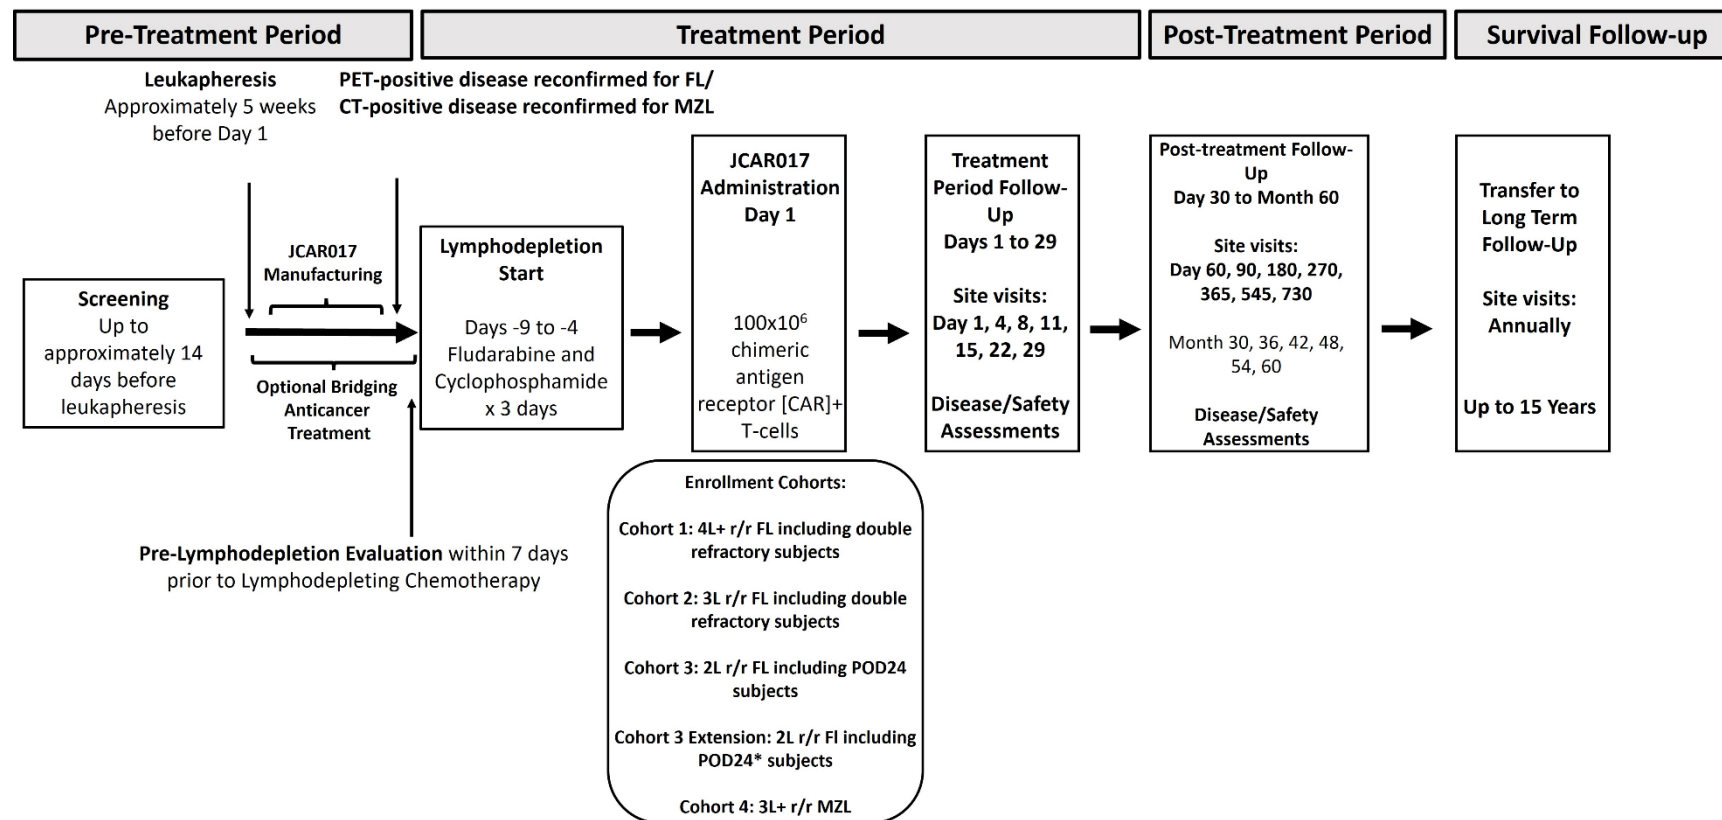 Pre-Treatment Period
Treatment Period
Post-Treatment Period
Survival Follow-up
Leukapheresis
Approximately 5 weeks
before Day 1
PET-positive disease reconfirmed for FL/
CT-positive disease reconfirmed for MZL
JCAR017
Manufacturing
Screening
Up to
approximately 14
days before
leukapheresis
Optional Bridging
Anticancer
Treatment
Pre-Lymphodepletion Evaluation within 7 days
prior to Lymphodepleting Chemotherapy
Lymphodepletion
Start
Days -9 to -4
Fludarabine and
Cyclophosphamide
x 3 days
JCAR017
Administration
Day 1
100x10⁶
chimeric
antigen
receptor [CAR]+
T-cells
Treatment
Period Follow-
Up
Days 1 to 29
Site visits:
Day 1, 4, 8, 11,
15, 22, 29
Disease/Safety
Assessments
Post-treatment Follow-
Up
Day 30 to Month 60
Site visits:
Day 60, 90, 180, 270,
365, 545, 730
Month 30, 36, 42, 48,
54, 60
Disease/Safety
Assessments
Transfer to
Long Term
Follow-Up
Site visits:
Annually
Up to 15 Years
Enrollment Cohorts:
Cohort 1: 4L+ r/r FL including double
refractory subjects
Cohort 2: 3L r/r FL including double
refractory subjects
Cohort 3: 2L r/r FL including POD24
subjects
Cohort 3 Extension: 2L r/r Fl including
POD24* subjects
Cohort 4: 3L+ r/r MZL